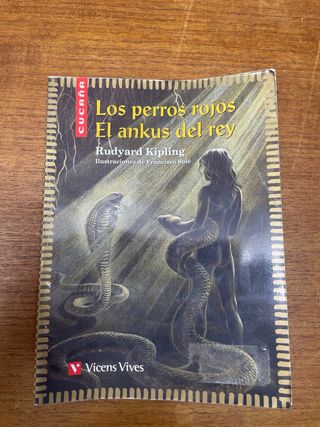 CUCAÑA
Los perros rojos
El ankus del rey
Rudyard Kipling
Ilustraciones de Francisco Solé
V
Vicens Vives